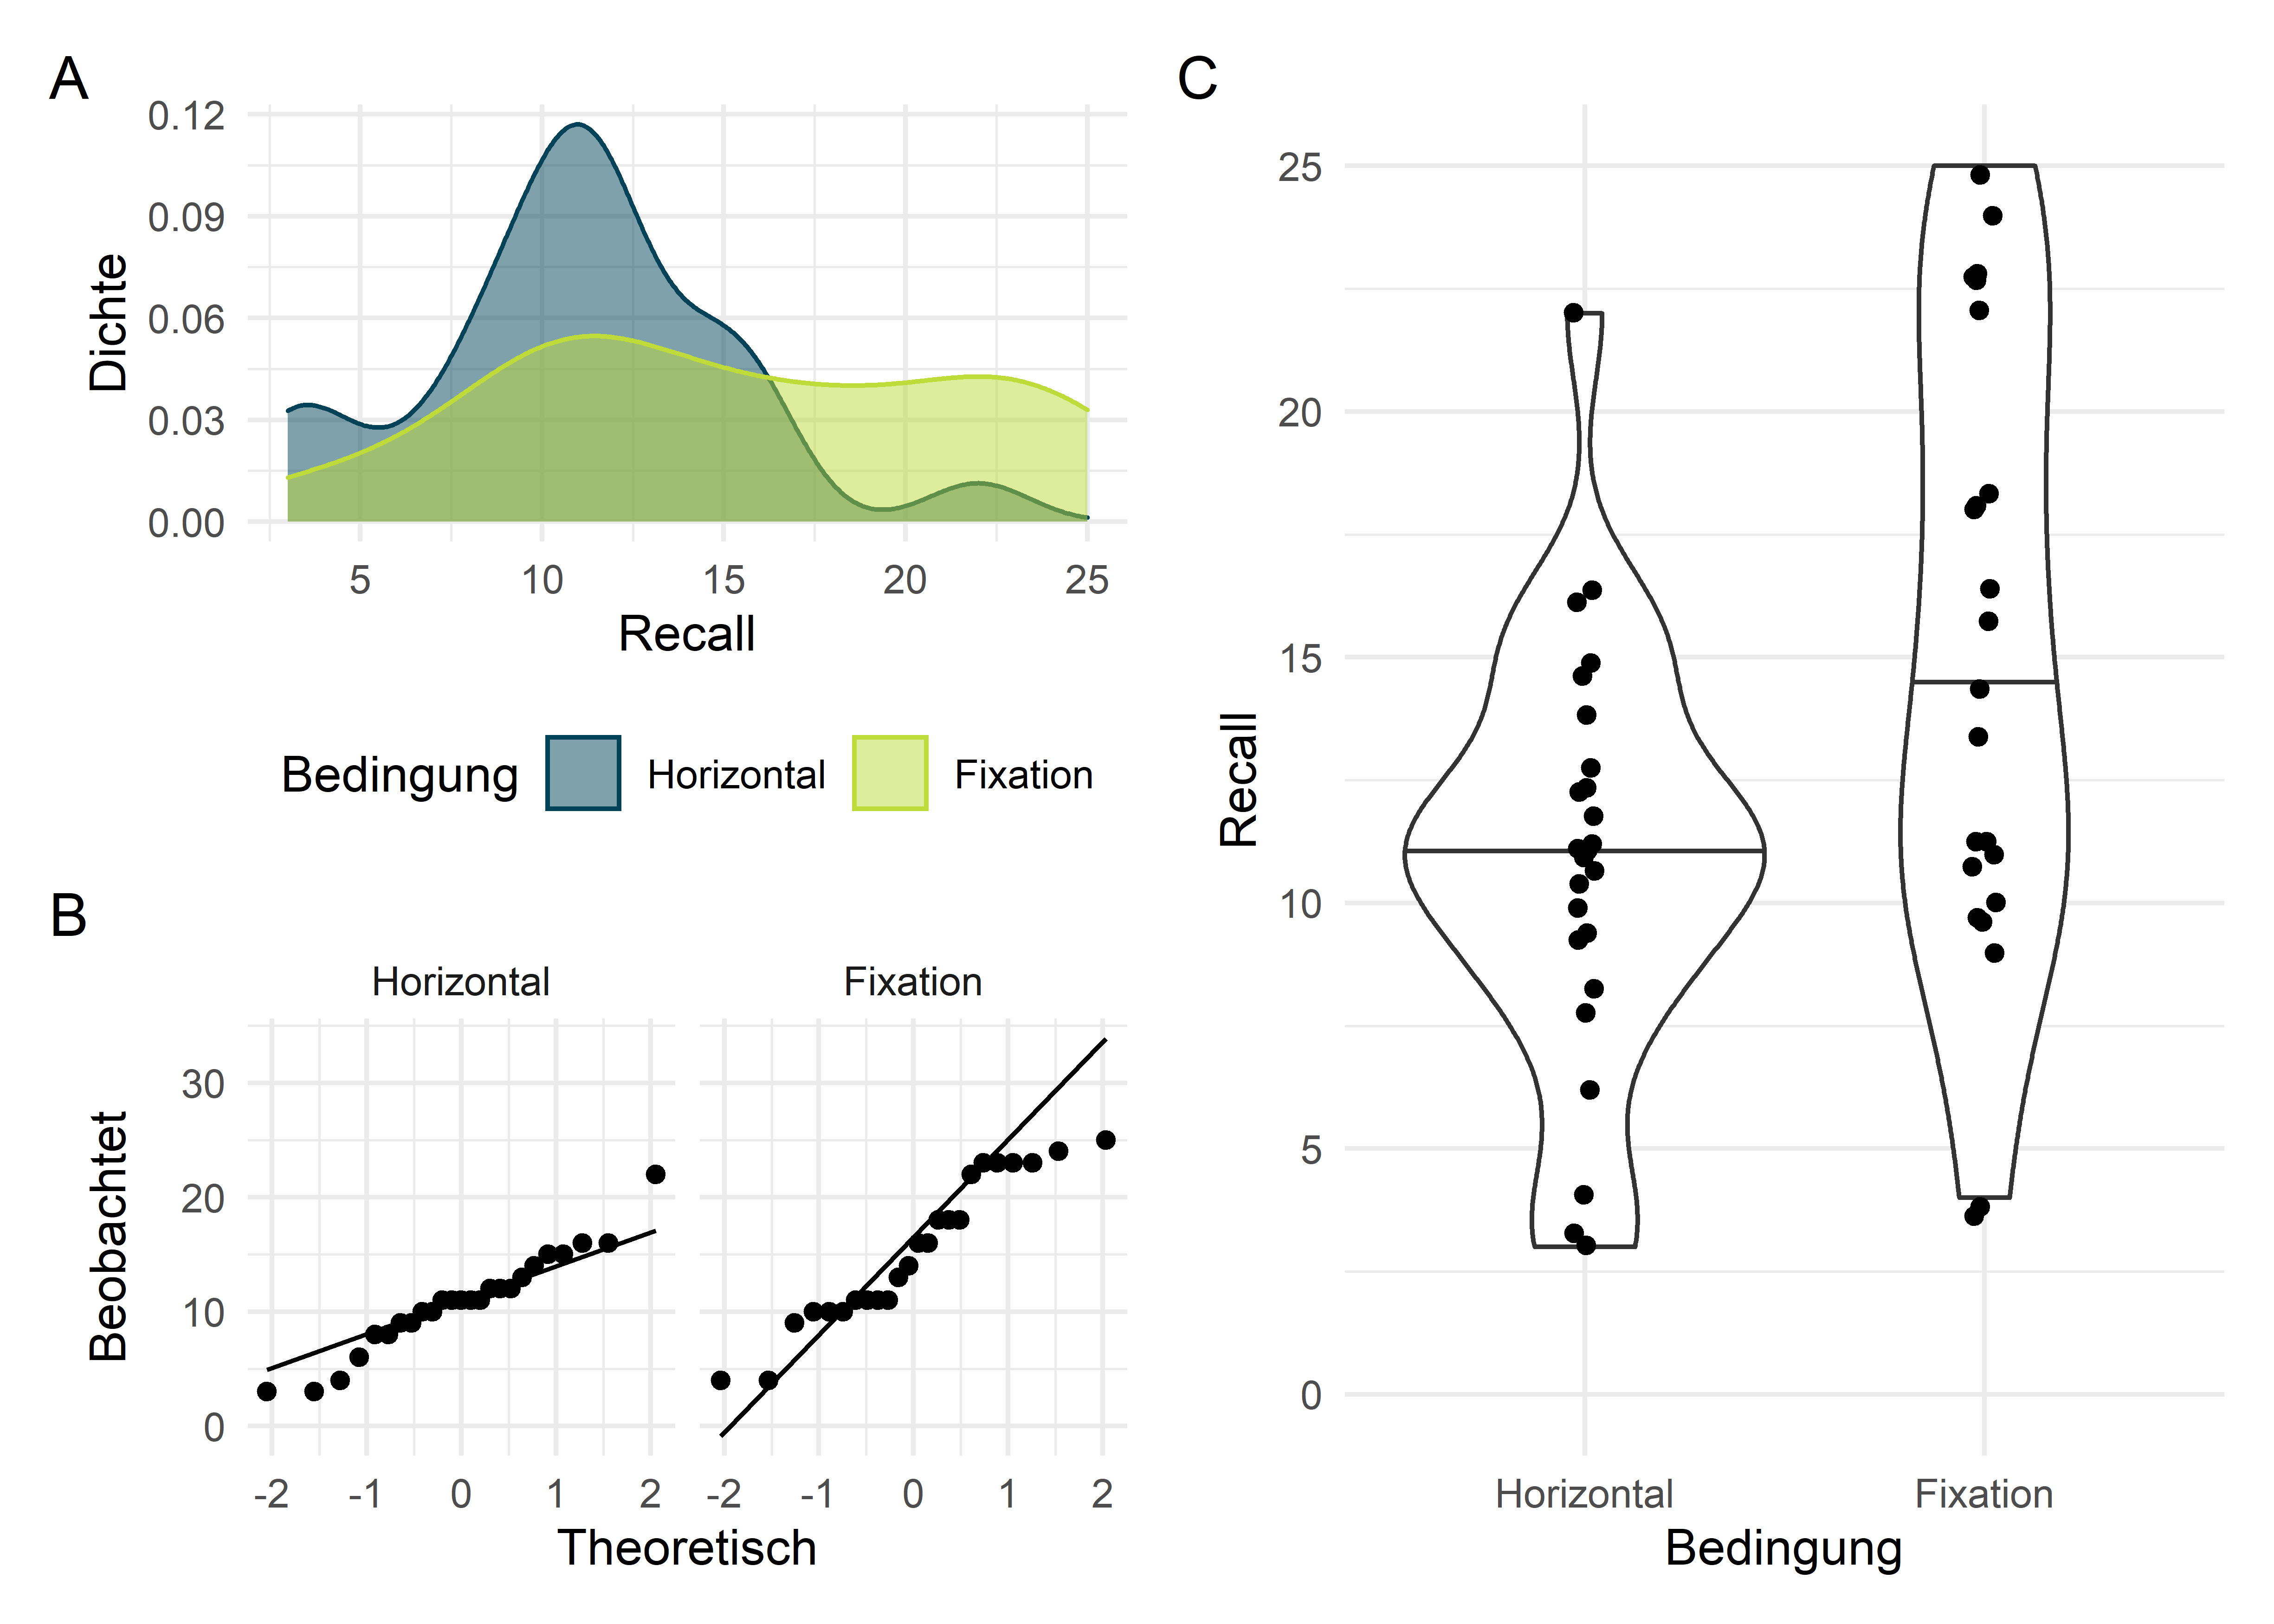 A
0.12
0.09
0.06
0.03
0.00
Dichte
5 10 15 20 25
Recall
Bedingung Horizontal Fixation
B
Horizontal Fixation
30
20
10
0
Beobachtet
-2 -1 0 1 2 -2 -1 0 1 2
Theoretisch
C
25
20
15
10
5
0
Recall
Horizontal Fixation
Bedingung